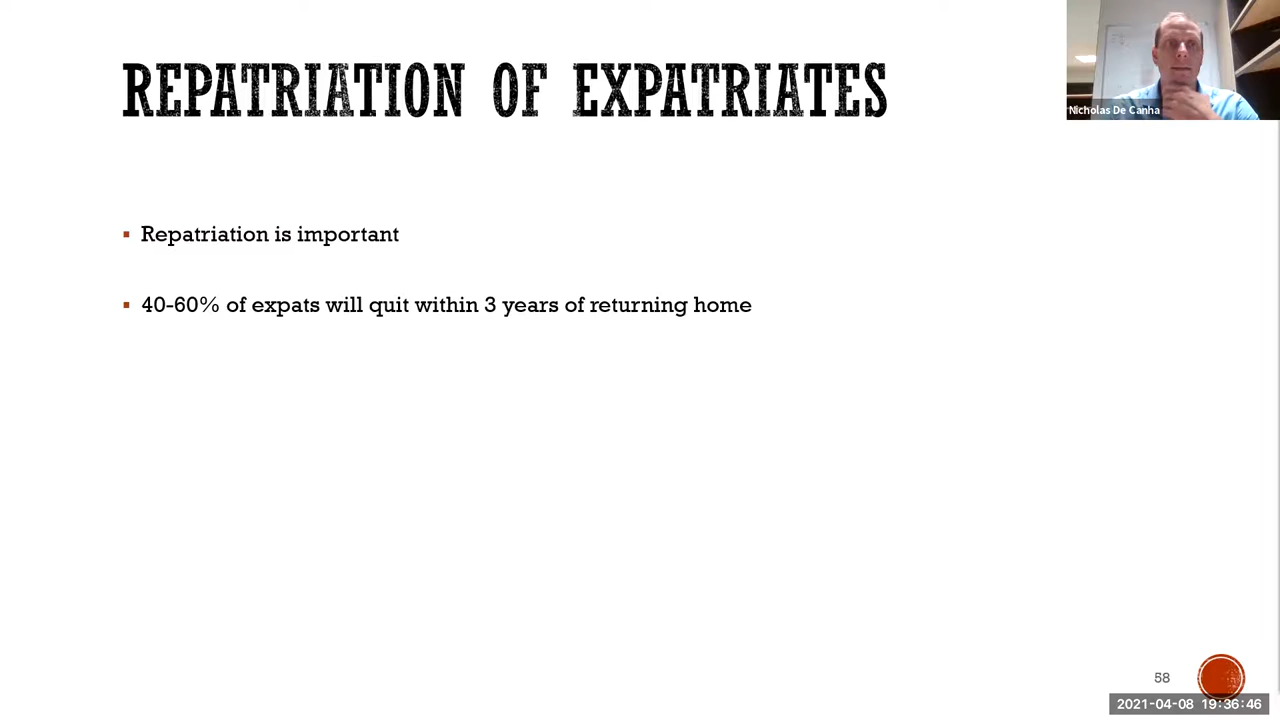 REPATRIATION OF EXPATRIATES
Nicholas De Canha
Repatriation is important
40-60% of expats will quit within 3 years of returning home
58
2021-04-08 19:36:46